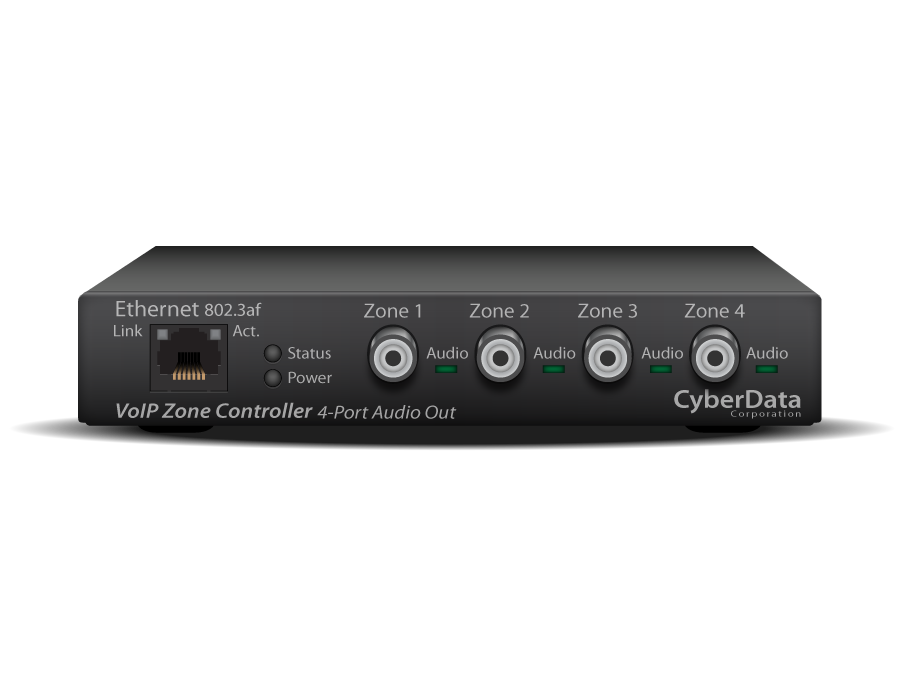 Ethernet 802.3af
Link Act.
Status
Power
Zone 1 Zone 2 Zone 3 Zone 4
Audio Audio Audio Audio
VoIP Zone Controller 4-Port Audio Out
CyberData
Corporation